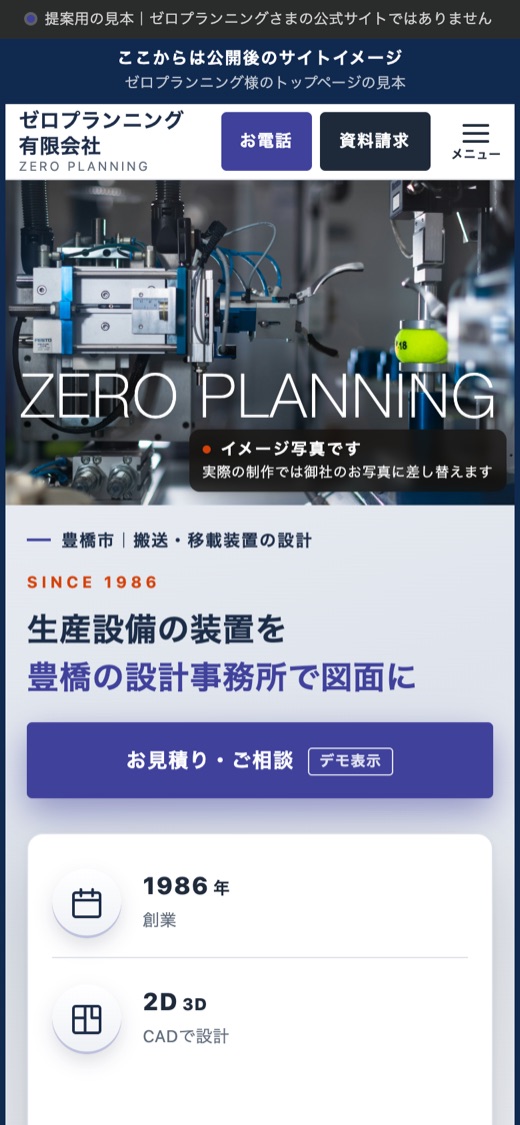 提案用の見本｜ゼロプランニングさまの公式サイトではありません
ここからは公開後のサイトイメージ
ゼロプランニング様のトップページの見本
ゼロプランニング
有限会社
ZERO PLANNING
お電話
資料請求
メニュー
18
ZERO PLANNING
イメージ写真です
実際の制作では御社のお写真に差し替えます
豊橋市｜搬送・移載装置の設計
SINCE 1986
生産設備の装置を
豊橋の設計事務所で図面に
お見積り・ご相談 デモ表示
1986 年
創業
2D 3D
CADで設計